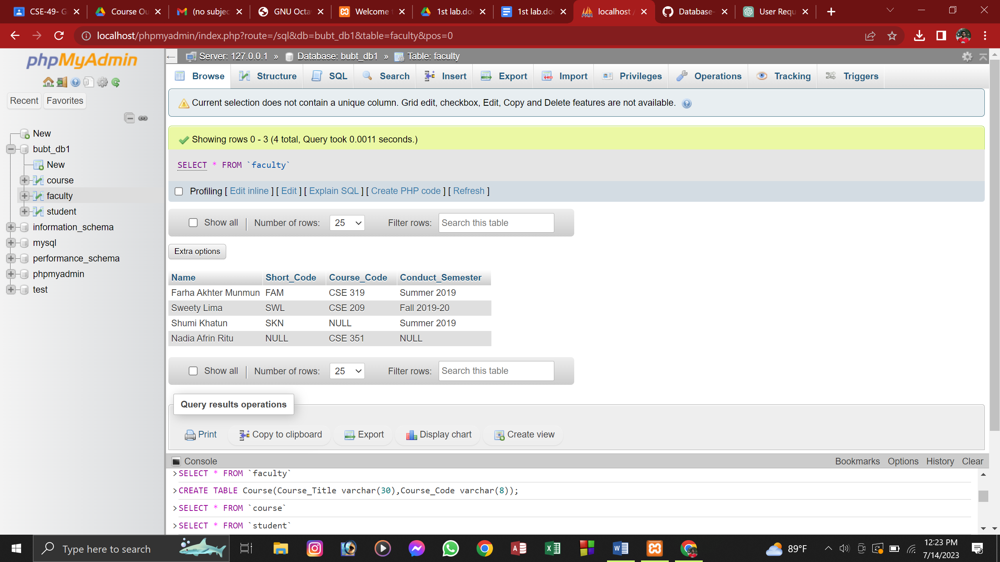 CSE-49- G
Course Ou
(no subjec
GNU Octa
Welcome t
1st lab.do
1st lab.do
localhost /
Database-
User Requ
localhost/phpmyadmin/index.php?route=/sql&db=bubt_db1&table=faculty&pos=0
phpMyAdmin
Recent Favorites
New
bubt_db1
New
course
faculty
student
information_schema
mysql
performance_schema
phpmyadmin
test
Server: 127.0.0.1 » Database: bubt_db1 » Table: faculty
Browse Structure SQL Search Insert Export Import Privileges Operations Tracking Triggers
Current selection does not contain a unique column. Grid edit, checkbox, Edit, Copy and Delete features are not available.
Showing rows 0 - 3 (4 total, Query took 0.0011 seconds.)
SELECT * FROM `faculty`
Profiling [ Edit inline ] [ Edit ] [ Explain SQL ] [ Create PHP code ] [ Refresh ]
Show all | Number of rows: 25 Filter rows: Search this table
Extra options
Name Short_Code Course_Code Conduct_Semester
Farha Akhter Munmun FAM CSE 319 Summer 2019
Sweety Lima SWL CSE 209 Fall 2019-20
Shumi Khatun SKN NULL Summer 2019
Nadia Afrin Ritu NULL CSE 351 NULL
Show all | Number of rows: 25 Filter rows: Search this table
Query results operations
Print Copy to clipboard Export Display chart Create view
Console Bookmarks Options History Clear
>SELECT * FROM `faculty`
>CREATE TABLE Course(Course_Title varchar(30),Course_Code varchar(8));
>SELECT * FROM `course`
>SELECT * FROM `student`
Type here to search
89°F
12:23 PM
7/14/2023